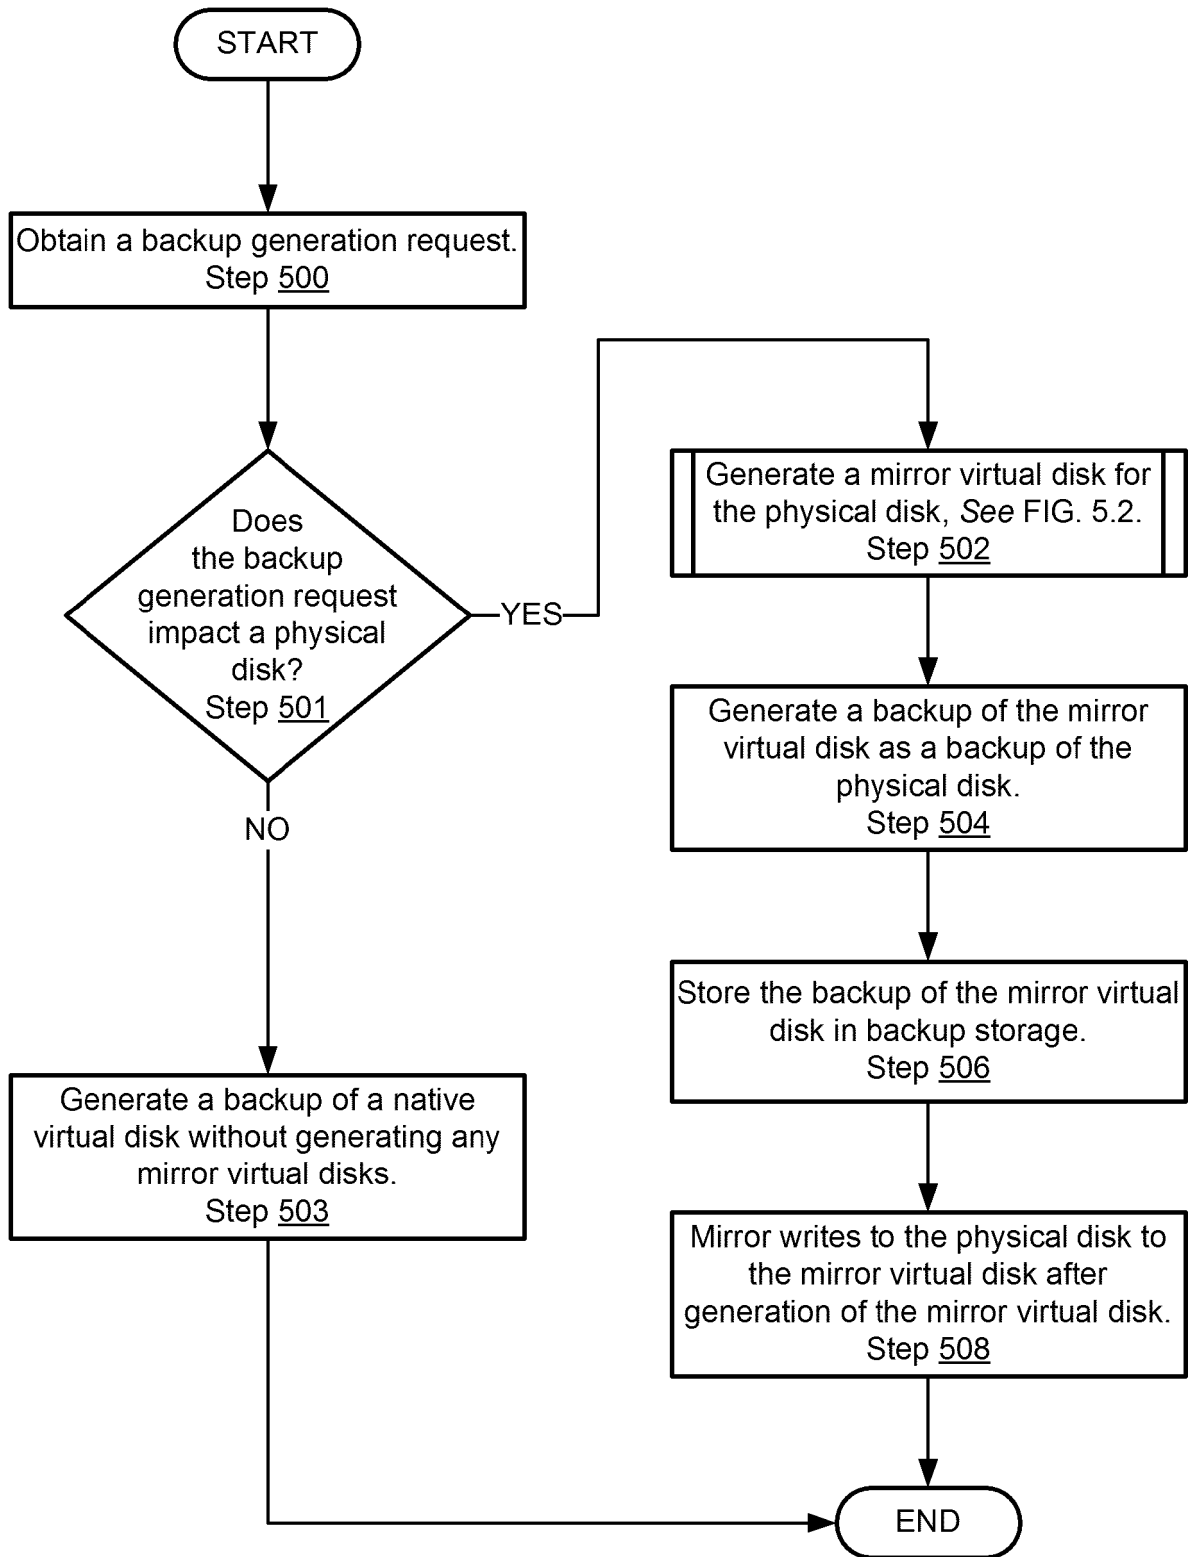 START
Obtain a backup generation request.
Step 500
Does
the backup
generation request
impact a physical
disk?
Step 501
YES
NO
Generate a mirror virtual disk for
the physical disk, See FIG. 5.2.
Step 502
Generate a backup of the mirror
virtual disk as a backup of the
physical disk.
Step 504
Store the backup of the mirror virtual
disk in backup storage.
Step 506
Generate a backup of a native
virtual disk without generating any
mirror virtual disks.
Step 503
Mirror writes to the physical disk to
the mirror virtual disk after
generation of the mirror virtual disk.
Step 508
END